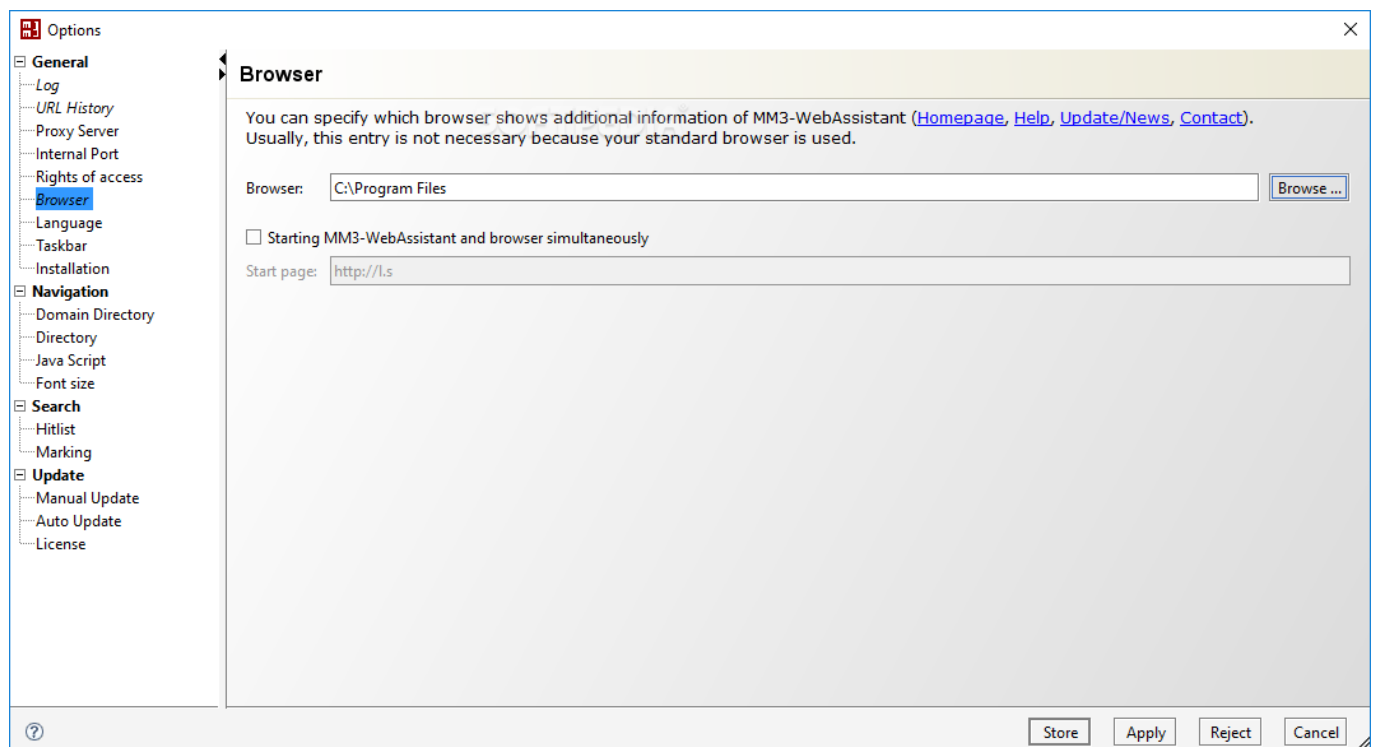 Options
General
Log
URL History
Proxy Server
Internal Port
Rights of access
Browser
Language
Taskbar
Installation
Navigation
Domain Directory
Directory
Java Script
Font size
Search
Hitlist
Marking
Update
Manual Update
Auto Update
License
Browser
You can specify which browser shows additional information of MM3-WebAssistant (Homepage, Help, Update/News, Contact).
Usually, this entry is not necessary because your standard browser is used.
Browser: C:\Program Files Browse ...
Starting MM3-WebAssistant and browser simultaneously
Start page: http://l.s
Store Apply Reject Cancel